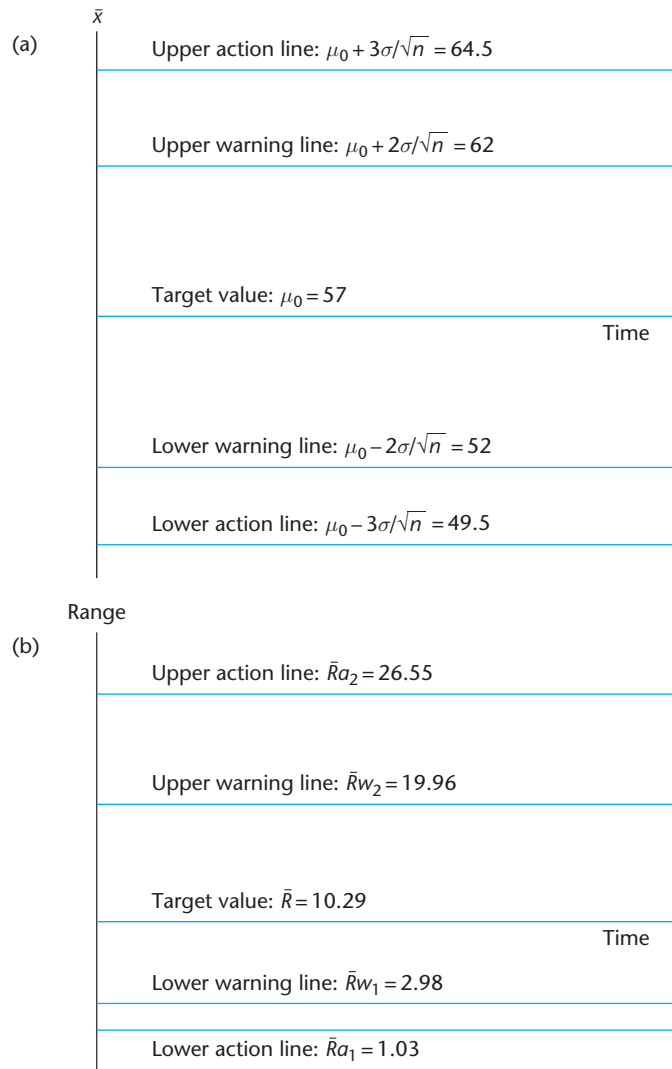 x̄
(a)
Upper action line: μ₀ + 3σ/√n = 64.5
Upper warning line: μ₀ + 2σ/√n = 62
Target value: μ₀ = 57
Time
Lower warning line: μ₀ – 2σ/√n = 52
Lower action line: μ₀ – 3σ/√n = 49.5
Range
(b)
Upper action line: R̄a₂ = 26.55
Upper warning line: R̄w₂ = 19.96
Target value: R̄ = 10.29
Time
Lower warning line: R̄w₁ = 2.98
Lower action line: R̄a₁ = 1.03